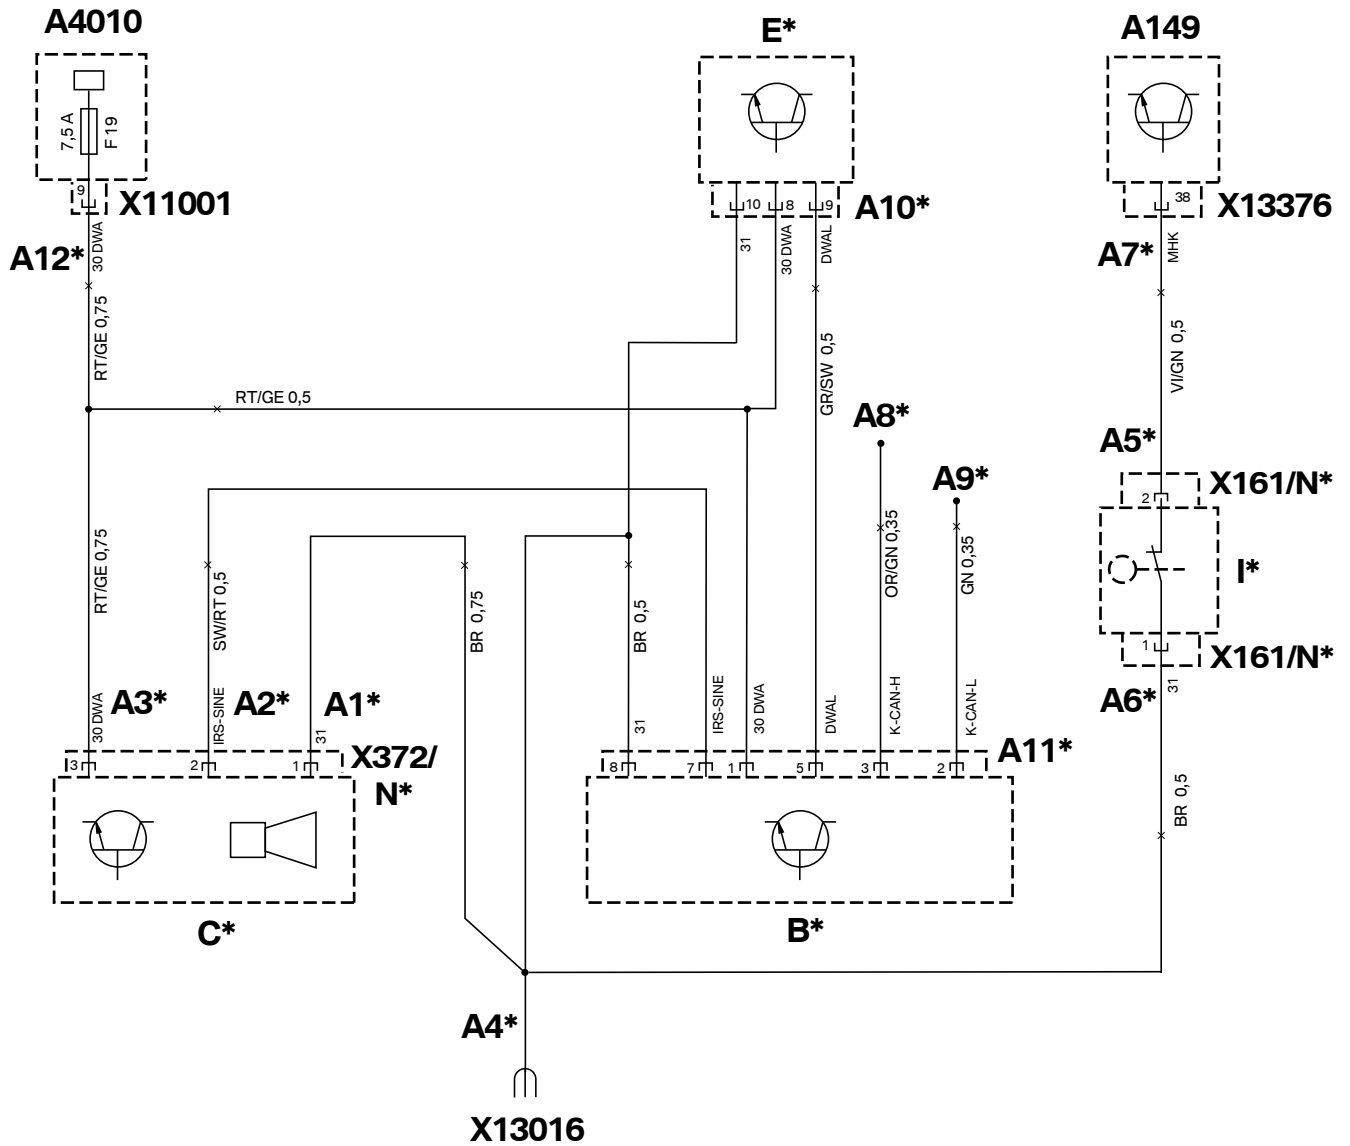 A4010
E*
A149
7,5 A
F 19
9
X11001
10
8
9
A10*
38
X13376
A12*
30 DWA
31
30 DWA
DWAL
A7*
MHK
RT/GE 0,75
GR/SW 0,5
VI/GN 0,5
RT/GE 0,5
A8*
A5*
A9*
2
X161/N*
RT/GE 0,75
SW/RT 0,5
BR 0,75
BR 0,5
OR/GN 0,35
GN 0,35
I*
1
X161/N*
30 DWA
A3*
IRS-SINE
A2*
31
A1*
31
IRS-SINE
30 DWA
DWAL
K-CAN-H
K-CAN-L
31
A6*
3
2
1
X372/
N*
8
7
1
5
3
2
A11*
BR 0,5
C*
B*
A4*
X13016